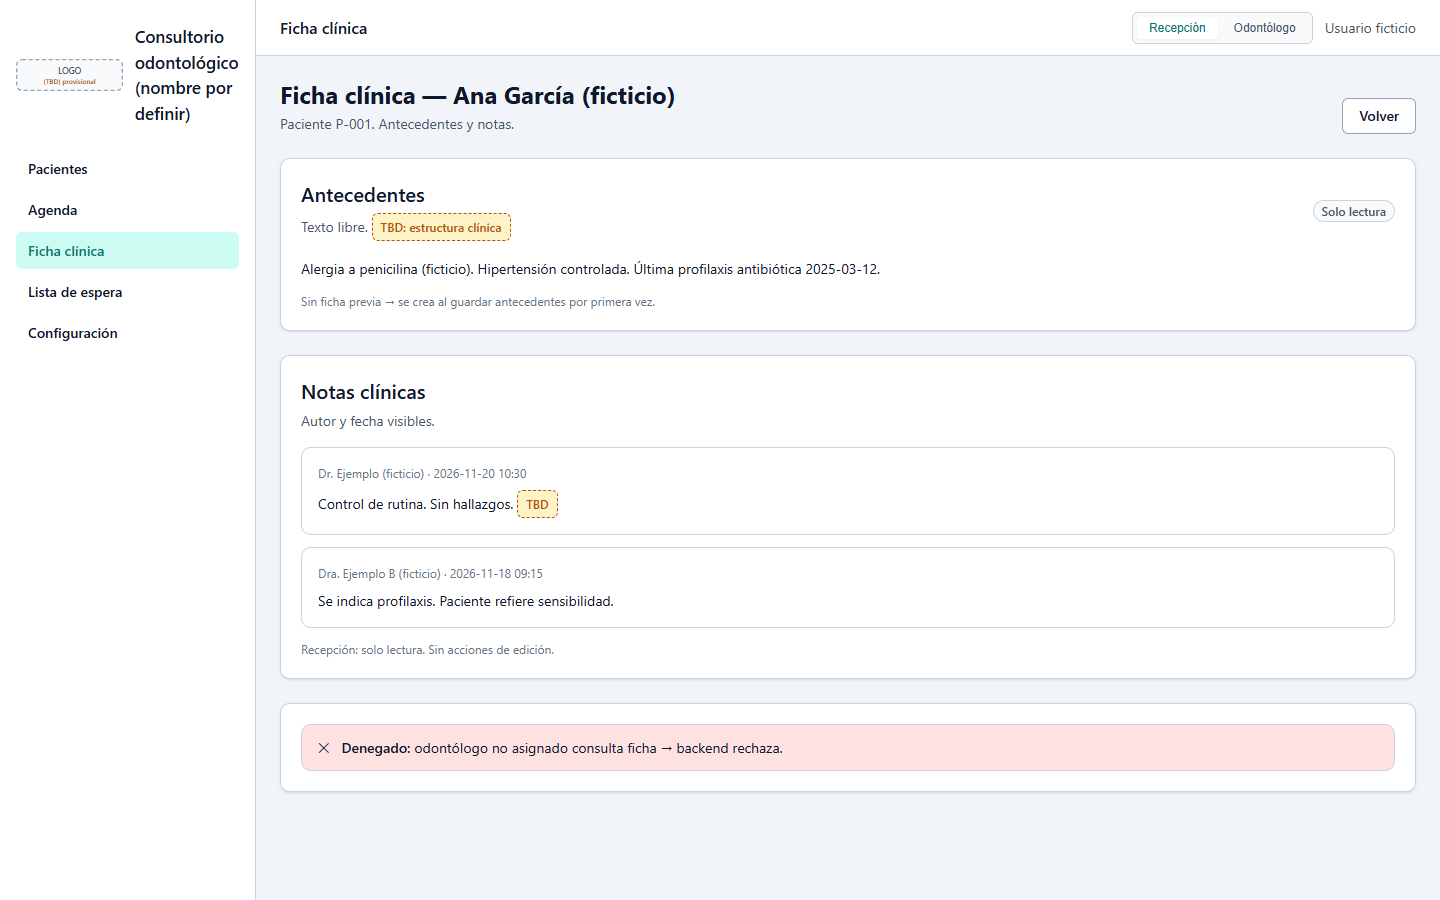 LOGO
(TBD) provisional
Consultorio
odontológico
(nombre por
definir)
Pacientes
Agenda
Ficha clínica
Lista de espera
Configuración
Ficha clínica
Recepción
Odontólogo
Usuario ficticio
Ficha clínica — Ana García (ficticio)
Paciente P-001. Antecedentes y notas.
Volver
Antecedentes
Texto libre. TBD: estructura clínica
Solo lectura
Alergia a penicilina (ficticio). Hipertensión controlada. Última profilaxis antibiótica 2025-03-12.
Sin ficha previa → se crea al guardar antecedentes por primera vez.
Notas clínicas
Autor y fecha visibles.
Dr. Ejemplo (ficticio) · 2026-11-20 10:30
Control de rutina. Sin hallazgos. TBD
Dra. Ejemplo B (ficticio) · 2026-11-18 09:15
Se indica profilaxis. Paciente refiere sensibilidad.
Recepción: solo lectura. Sin acciones de edición.
Denegado: odontólogo no asignado consulta ficha → backend rechaza.